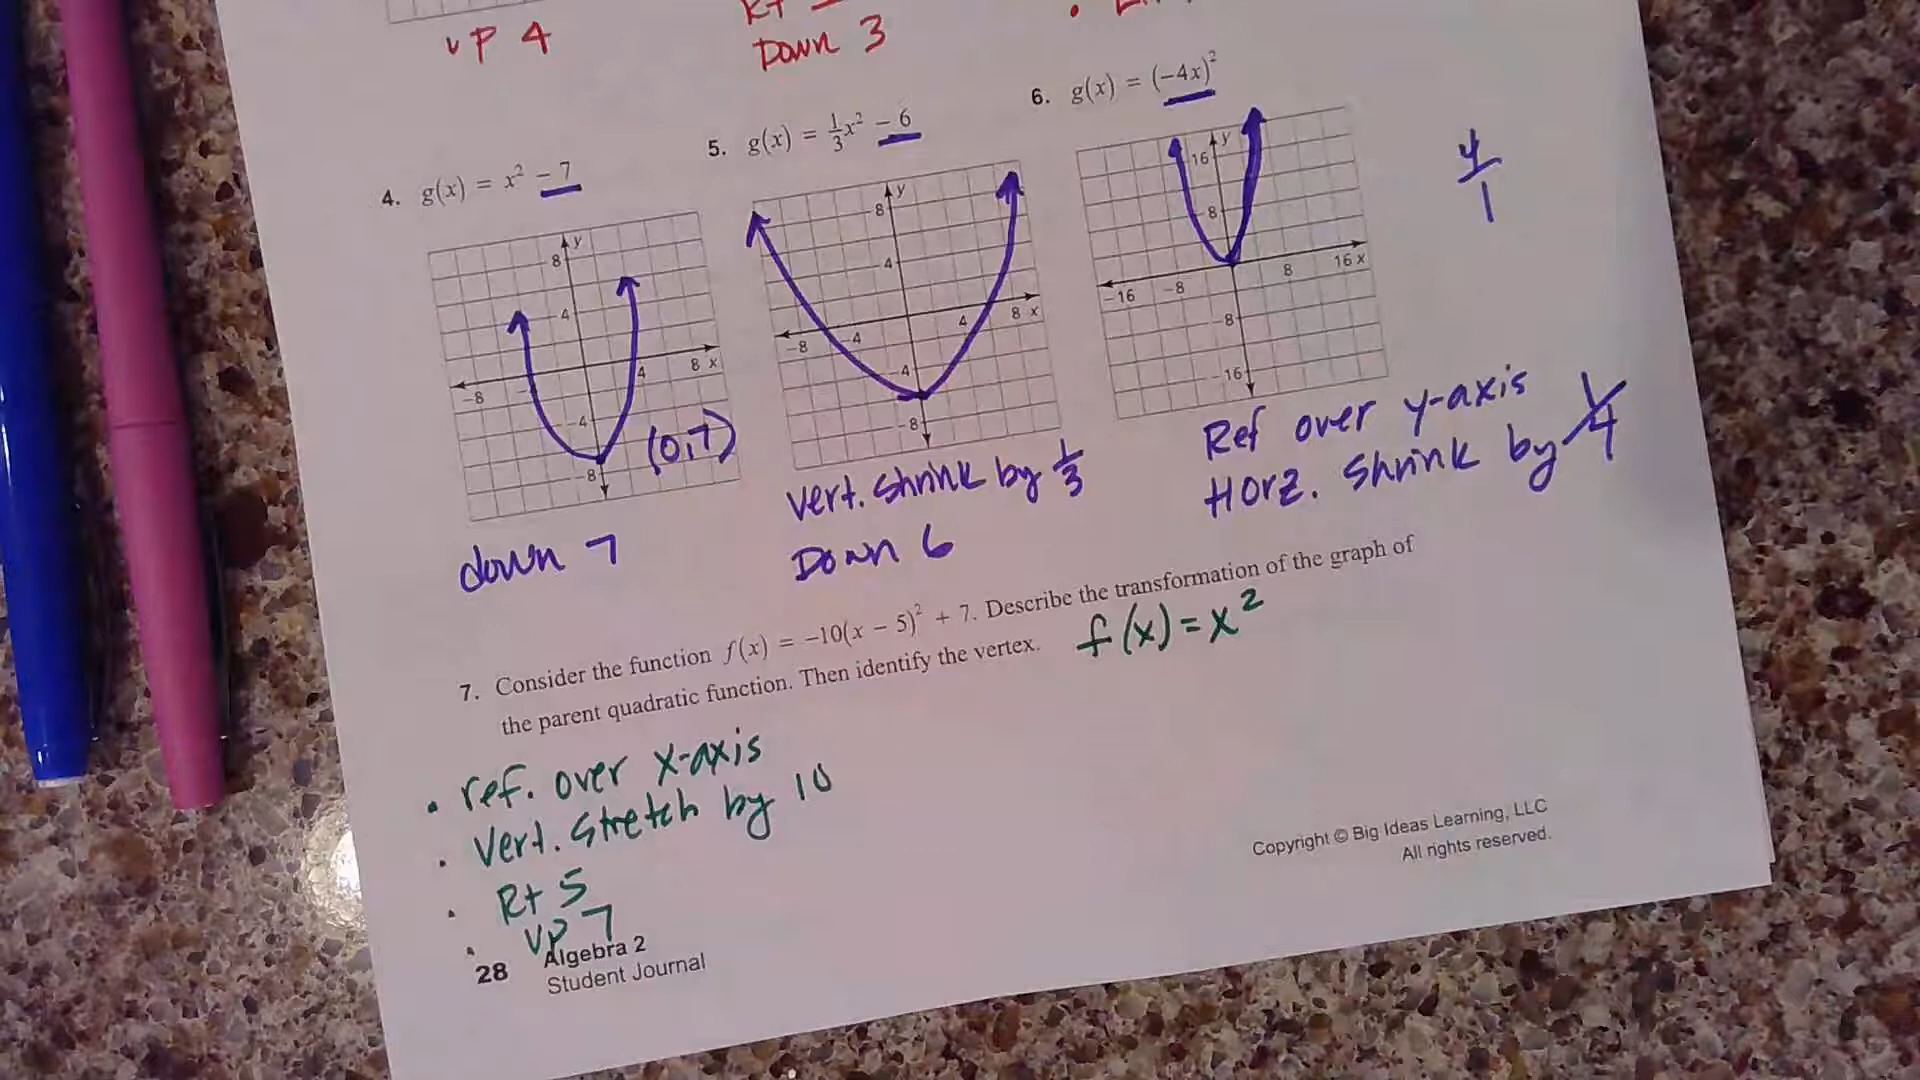 UP 4
Down 3
4. g(x) = x² − 7
5. g(x) = 1/3 x² − 6
6. g(x) = (−4x)²
y
8
4
-8
4
8 x
-4
-8
(0,7)
down 7
y
8
4
-8
-4
4
8 x
-4
-8
Vert. Shrink by 1/3
Down 6
y
16
8
-16
-8
8
16 x
-8
-16
4/1
Ref over y-axis
Horz. Shrink by 1/4
7. Consider the function f(x) = −10(x − 5)² + 7. Describe the transformation of the graph of
the parent quadratic function. Then identify the vertex. f(x)=x²
• ref. over x-axis
• Vert. Stretch by 10
• Rt 5
• Up 7
28 Algebra 2
Student Journal
Copyright © Big Ideas Learning, LLC
All rights reserved.